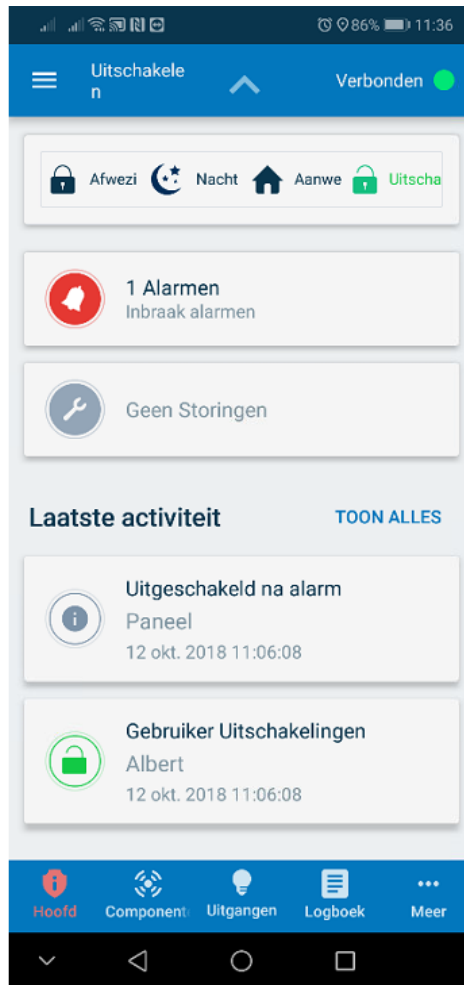 86% 11:36
Uitschakele
n
Verbonden
Afwezi Nacht Aanwe Uitscha
1 Alarmen
Inbraak alarmen
Geen Storingen
Laatste activiteit TOON ALLES
Uitgeschakeld na alarm
Paneel
12 okt. 2018 11:06:08
Gebruiker Uitschakelingen
Albert
12 okt. 2018 11:06:08
Hoofd Component Uitgangen Logboek Meer